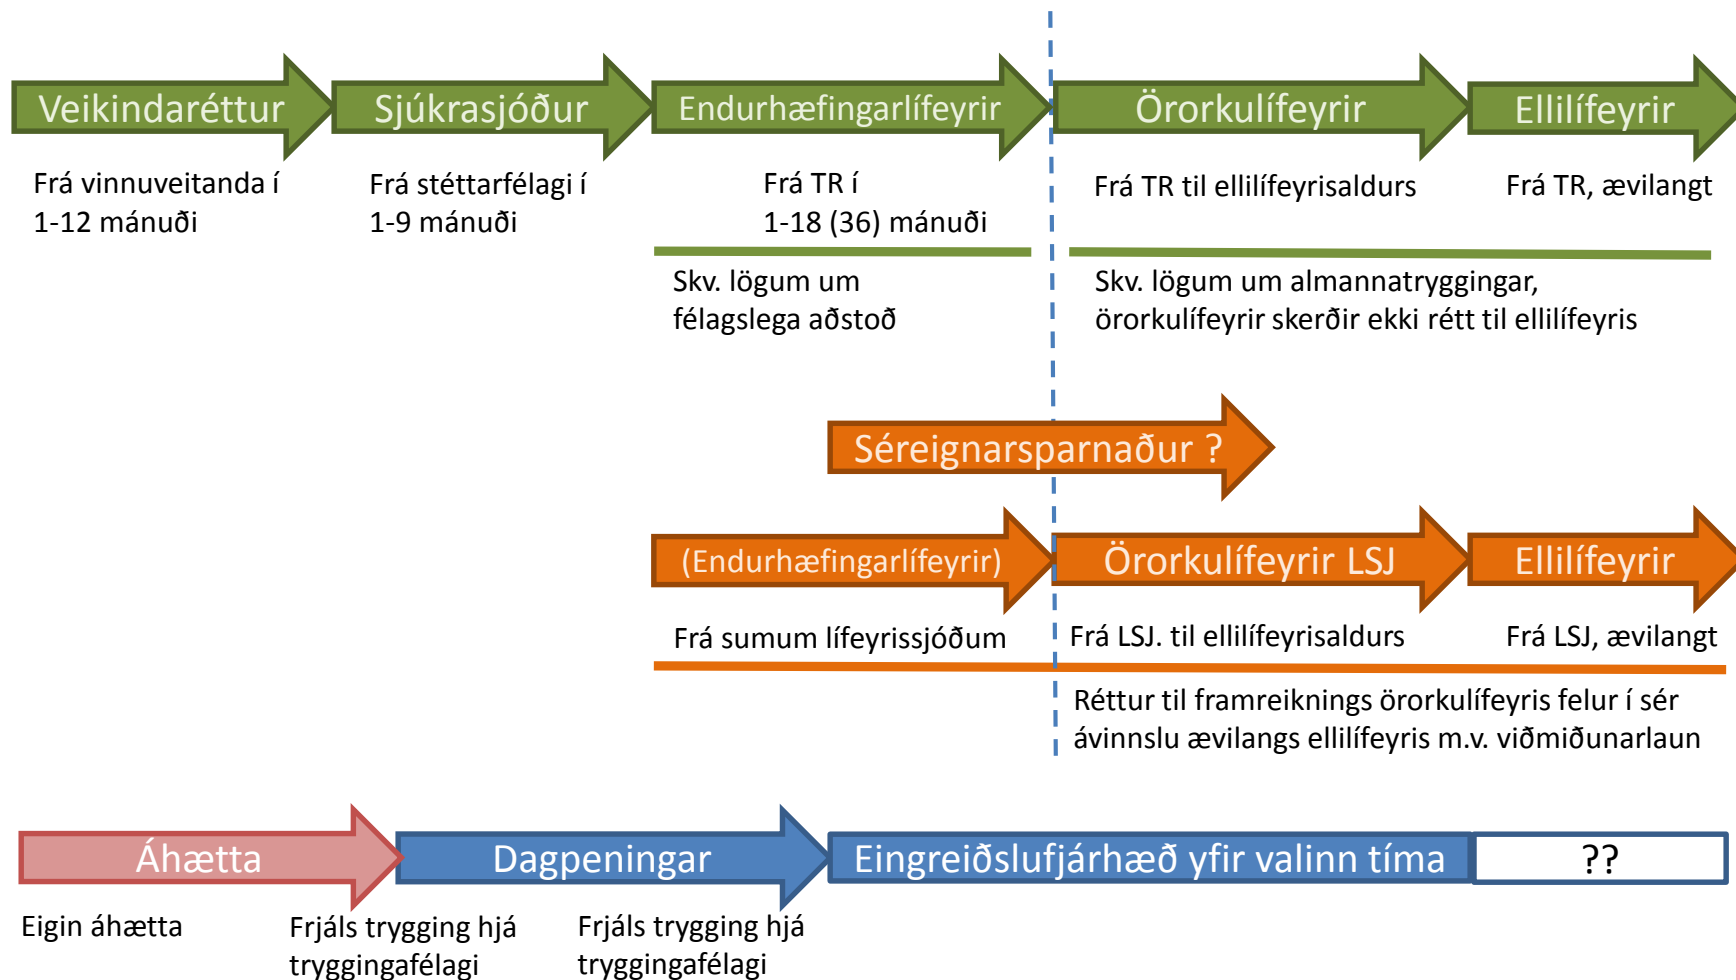 Veikindaréttur
Sjúkrasjóður
Endurhæfingarlífeyrir
Örorkulífeyrir
Ellilífeyrir
Frá vinnuveitanda í
1-12 mánuði
Frá stéttarfélagi í
1-9 mánuði
Frá TR í
1-18 (36) mánuði
Frá TR til ellilífeyrisaldurs
Frá TR, ævilangt
Skv. lögum um
félagslega aðstoð
Skv. lögum um almannatryggingar,
örorkulífeyrir skerðir ekki rétt til ellilífeyris
Séreignarsparnaður ?
(Endurhæfingarlífeyrir)
Örorkulífeyrir LSJ
Ellilífeyrir
Frá sumum lífeyrissjóðum
Frá LSJ. til ellilífeyrisaldurs
Frá LSJ, ævilangt
Réttur til framreiknings örorkulífeyris felur í sér
ávinnslu ævilangs ellilífeyris m.v. viðmiðunarlaun
Áhætta
Dagpeningar
Eingreiðslufjárhæð yfir valinn tíma
??
Eigin áhætta
Frjáls trygging hjá
tryggingafélagi
Frjáls trygging hjá
tryggingafélagi